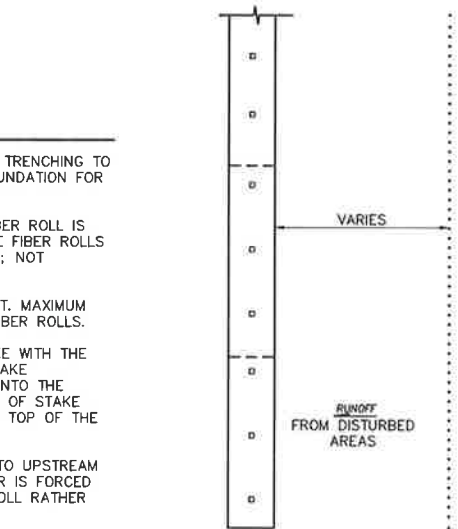 TRENCHING TO
UNDATION FOR
BER ROLL IS
E FIBER ROLLS
; NOT
T. MAXIMUM
BER ROLLS.
E WITH THE
AKE
NTO THE
OF STAKE
TOP OF THE
TO UPSTREAM
R IS FORCED
OLL RATHER
VARIES
RUNOFF
FROM DISTURBED
AREAS